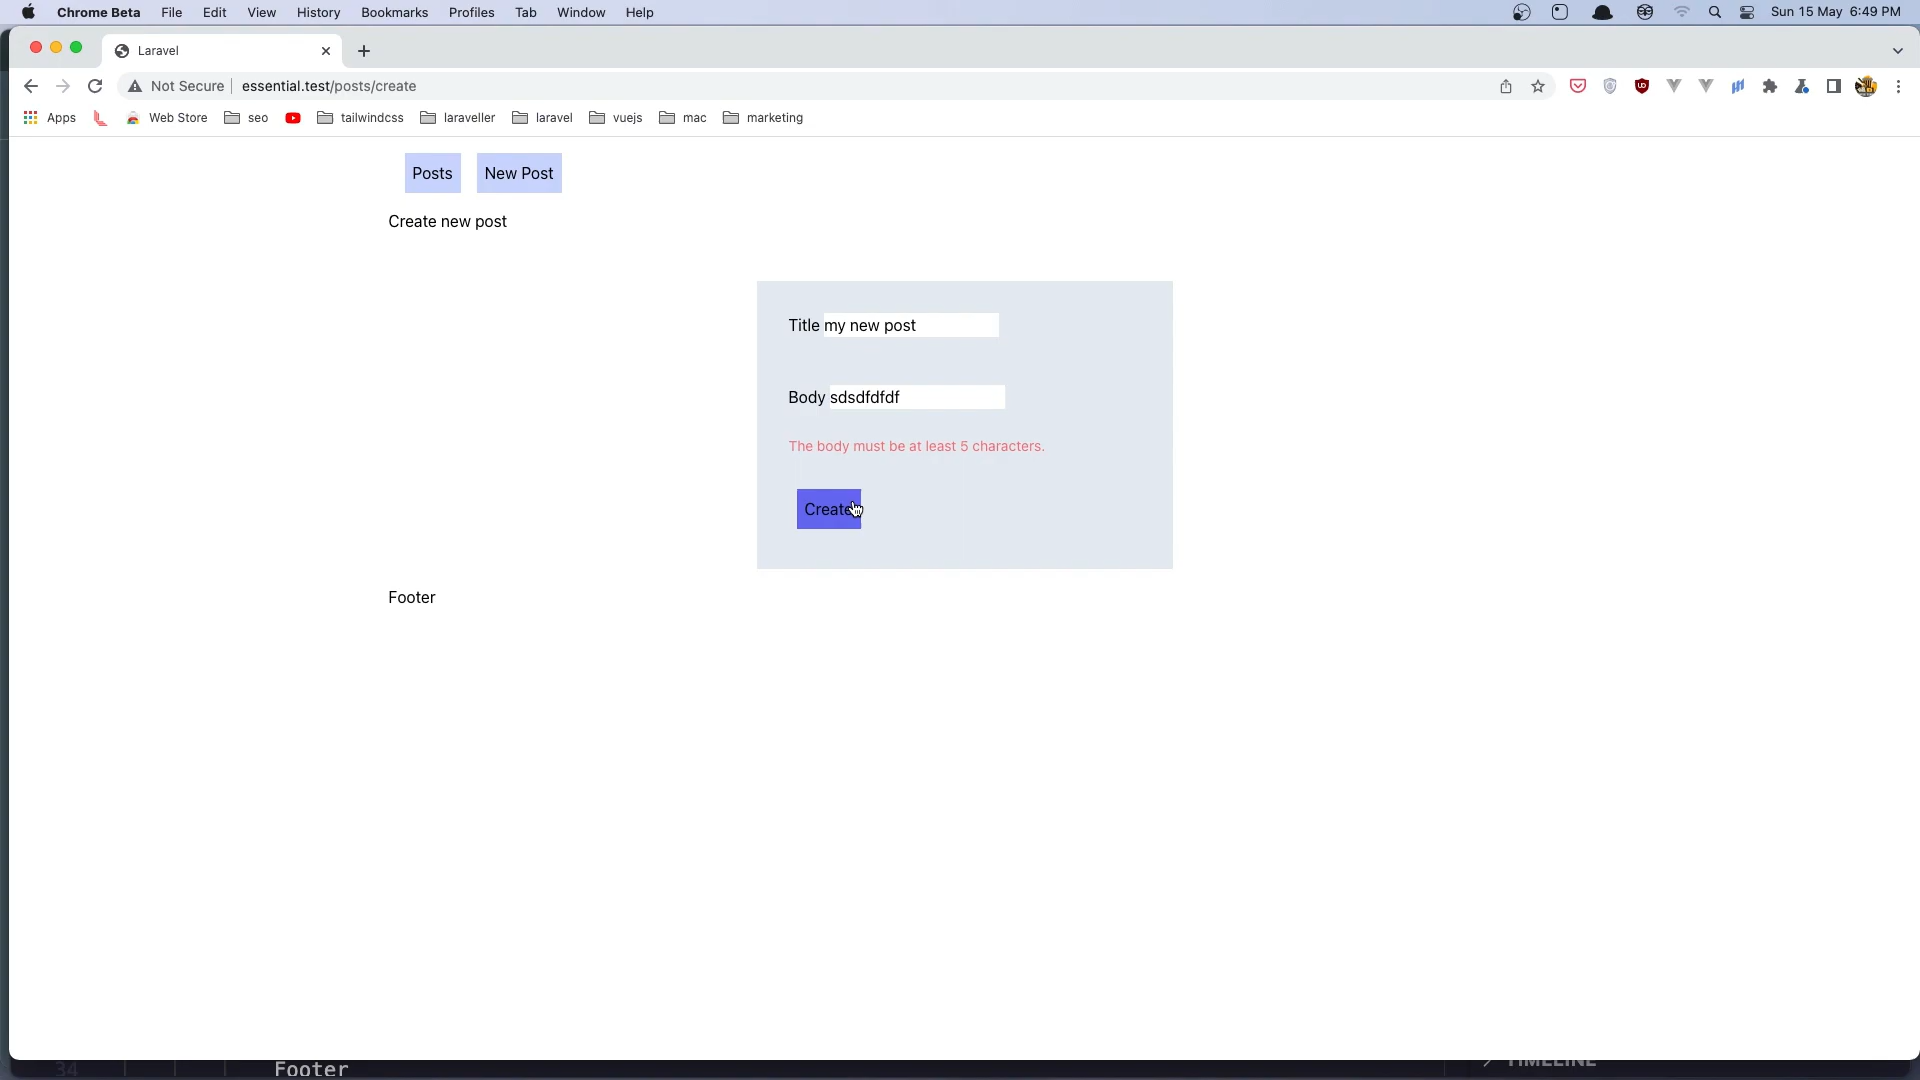 Chrome Beta File Edit View History Bookmarks Profiles Tab Window Help Sun 15 May 6:49 PM
Laravel
Not Secure essential.test/posts/create
Apps Web Store seo tailwindcss laraveller laravel vuejs mac marketing
Posts New Post
Create new post
Title my new post
Body sdsdfdfdf
The body must be at least 5 characters.
Create
Footer
34 Footer TIMELINE